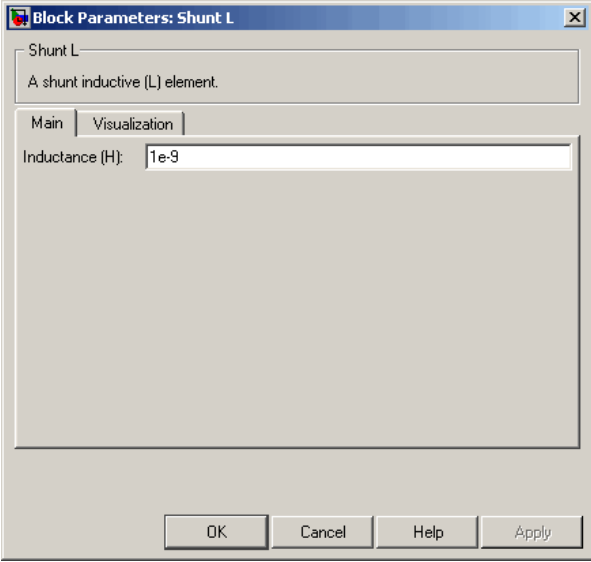 Block Parameters: Shunt L
Shunt L
A shunt inductive (L) element.
Main Visualization
Inductance (H): 1e-9
OK Cancel Help Apply